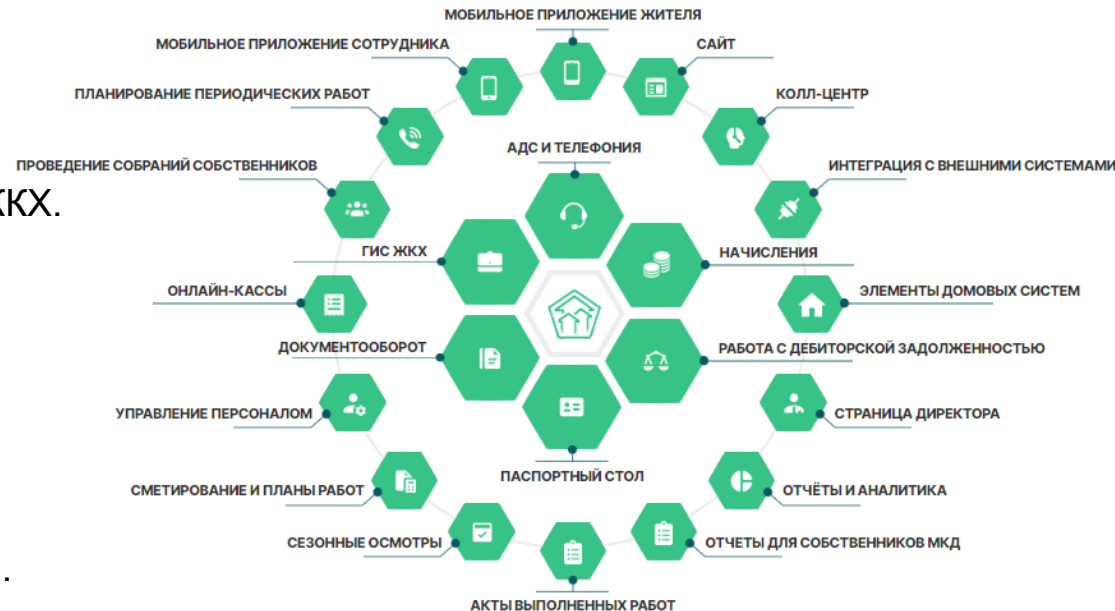 МОБИЛЬНОЕ ПРИЛОЖЕНИЕ ЖИТЕЛЯ
МОБИЛЬНОЕ ПРИЛОЖЕНИЕ СОТРУДНИКА
САЙТ
ПЛАНИРОВАНИЕ ПЕРИОДИЧЕСКИХ РАБОТ
КОЛЛ-ЦЕНТР
АДС И ТЕЛЕФОНИЯ
ПРОВЕДЕНИЕ СОБРАНИЙ СОБСТВЕННИКОВ
ИНТЕГРАЦИЯ С ВНЕШНИМИ СИСТЕМАМИ
ЖКХ.
ГИС ЖКХ
НАЧИСЛЕНИЯ
ОНЛАЙН-КАССЫ
ЭЛЕМЕНТЫ ДОМОВЫХ СИСТЕМ
ДОКУМЕНТООБОРОТ
РАБОТА С ДЕБИТОРСКОЙ ЗАДОЛЖЕННОСТЬЮ
УПРАВЛЕНИЕ ПЕРСОНАЛОМ
СТРАНИЦА ДИРЕКТОРА
ПАСПОРТНЫЙ СТОЛ
СМЕТИРОВАНИЕ И ПЛАНЫ РАБОТ
ОТЧЁТЫ И АНАЛИТИКА
СЕЗОННЫЕ ОСМОТРЫ
ОТЧЕТЫ ДЛЯ СОБСТВЕННИКОВ МКД
.
АКТЫ ВЫПОЛНЕННЫХ РАБОТ